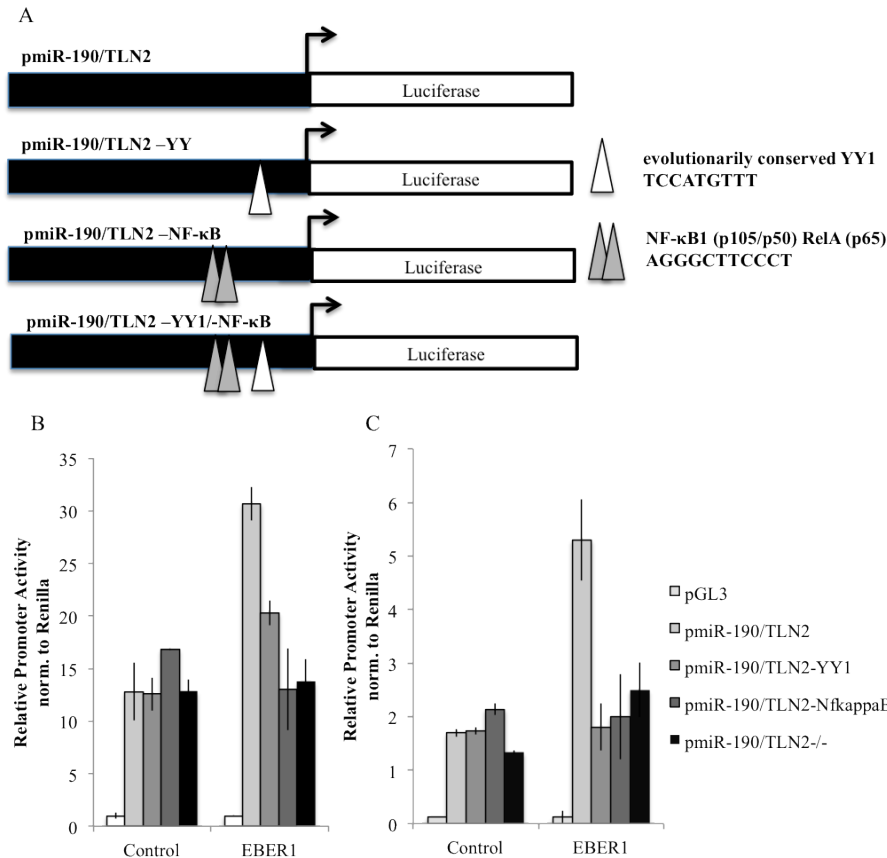 A
pmiR-190/TLN2
Luciferase
pmiR-190/TLN2 –YY
Luciferase
evolutionarily conserved YY1
TCCATGTTT
pmiR-190/TLN2 –NF-κB
Luciferase
NF-κB1 (p105/p50) RelA (p65)
AGGGCTTCCCT
pmiR-190/TLN2 –YY1/-NF-κB
Luciferase
B
Relative Promoter Activity
norm. to Renilla
35
30
25
20
15
10
5
0
Control
EBER1
C
Relative Promoter Activity
norm. to Renilla
7
6
5
4
3
2
1
0
Control
EBER1
pGL3
pmiR-190/TLN2
pmiR-190/TLN2-YY1
pmiR-190/TLN2-NfkappaB
pmiR-190/TLN2-/-